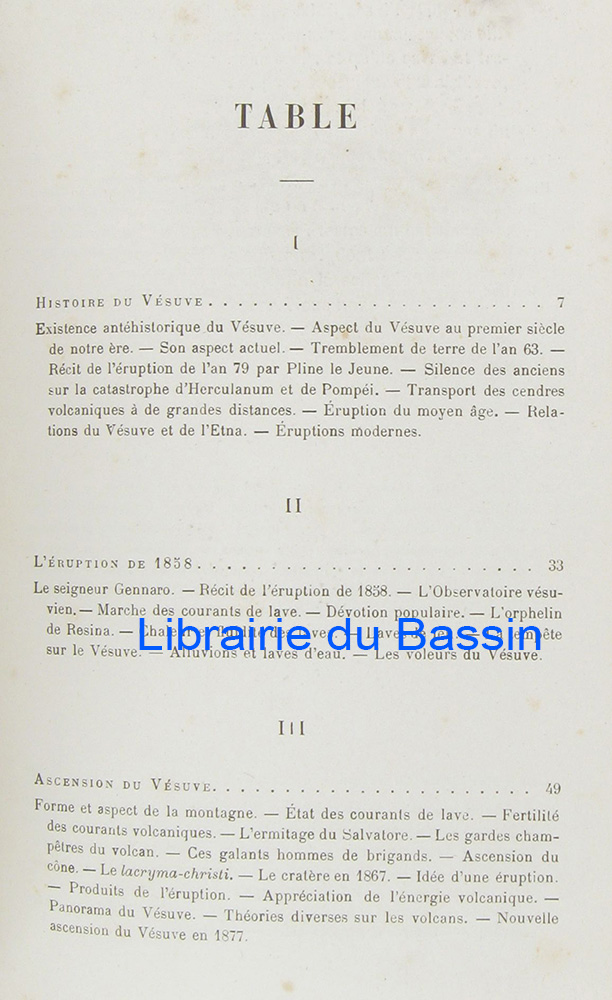 TABLE
I
HISTOIRE DU VÉSUVE. . . . . . . . . . . . . . . . . . . . . . . . 7
Existence antéhistorique du Vésuve. — Aspect du Vésuve au premier siècle
de notre ère. — Son aspect actuel. — Tremblement de terre de l'an 63. —
Récit de l'éruption de l'an 79 par Pline le Jeune. — Silence des anciens
sur la catastrophe d'Herculanum et de Pompéi. — Transport des cendres
volcaniques à de grandes distances. — Éruption du moyen âge. — Rela-
tions du Vésuve et de l'Etna. — Éruptions modernes.
II
L'ÉRUPTION DE 1858. . . . . . . . . . . . . . . . . . . . . . . . 33
Le seigneur Gennaro. — Récit de l'éruption de 1858. — L'Observatoire vésu-
vien. — Marche des courants de lave. — Dévotion populaire. — L'orphelin
de Resina. — Chaleur et fluidité des laves. — Laves de tempête
Librairie du Bassin
sur le Vésuve. — Alluvions et laves d'eau. — Les voleurs du Vésuve.
III
ASCENSION DU VÉSUVE. . . . . . . . . . . . . . . . . . . . . . . . 49
Forme et aspect de la montagne. — État des courants de lave. — Fertilité
des courants volcaniques. — L'ermitage du Salvatore. — Les gardes cham-
pêtres du volcan. — Ces galants hommes de brigands. — Ascension du
cône. — Le lacryma-christi. — Le cratère en 1867. — Idée d'une éruption.
— Produits de l'éruption. — Appréciation de l'énergie volcanique. —
Panorama du Vésuve. — Théories diverses sur les volcans. — Nouvelle
ascension du Vésuve en 1877.